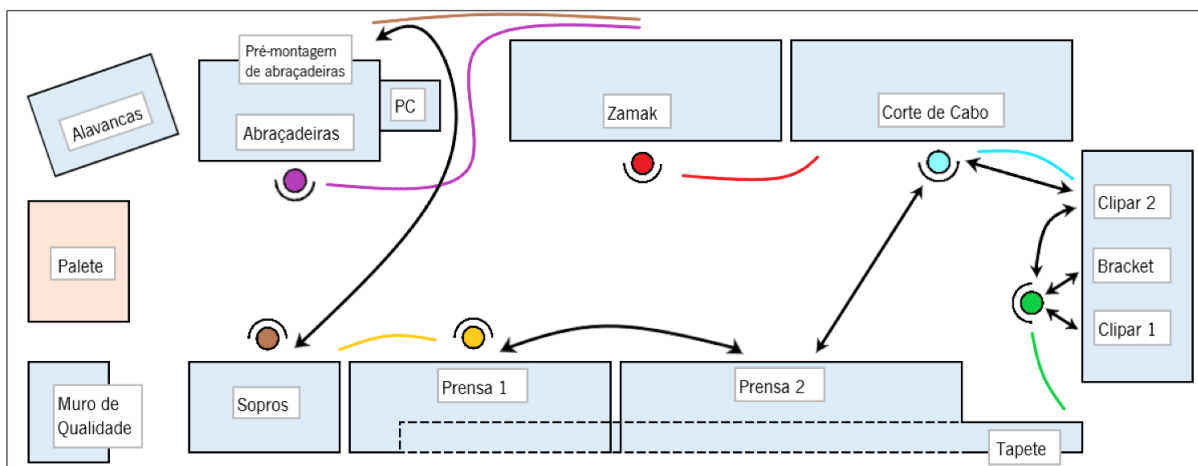 Pré-montagem
de abraçadeiras
Alavancas
Abraçadeiras
PC
Zamak
Corte de Cabo
Clipar 2
Bracket
Clipar 1
Palete
Muro de
Qualidade
Sopros
Prensa 1
Prensa 2
Tapete